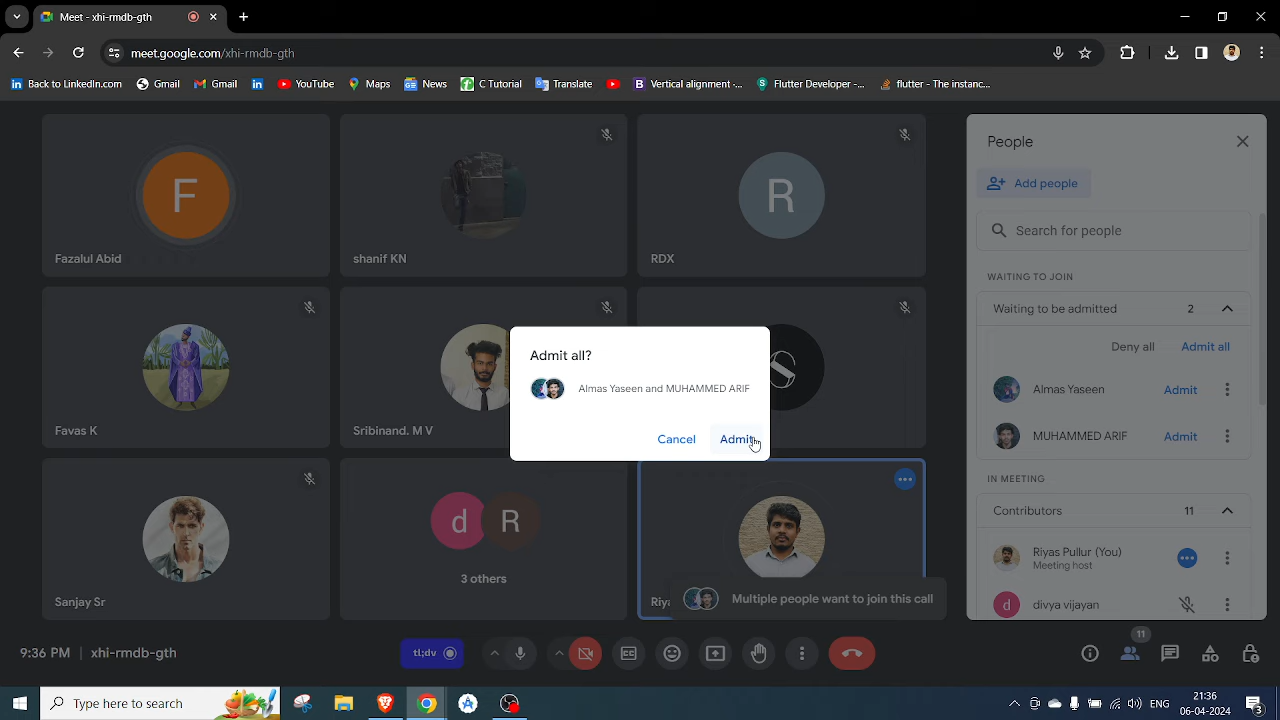 Meet - xhi-rmdb-gth
meet.google.com/xhi-rmdb-gth
Back to LinkedIn.com
Gmail
Gmail
YouTube
Maps
News
C Tutorial
Translate
Vertical alignment -...
Flutter Developer -...
flutter - The instanc...
F
Fazalul Abid
shanif KN
R
RDX
Favas K
Sribinand. M V
Sanjay Sr
d
R
3 others
Riya
Multiple people want to join this call
Admit all?
Almas Yaseen and MUHAMMED ARIF
Cancel
Admit
People
Add people
Search for people
WAITING TO JOIN
Waiting to be admitted 2
Deny all
Admit all
Almas Yaseen
Admit
MUHAMMED ARIF
Admit
IN MEETING
Contributors 11
Riyas Pullur (You)
Meeting host
d
divya vijayan
9:36 PM
xhi-rmdb-gth
tl;dv
11
Type here to search
ENG
21:36
06-04-2024
3